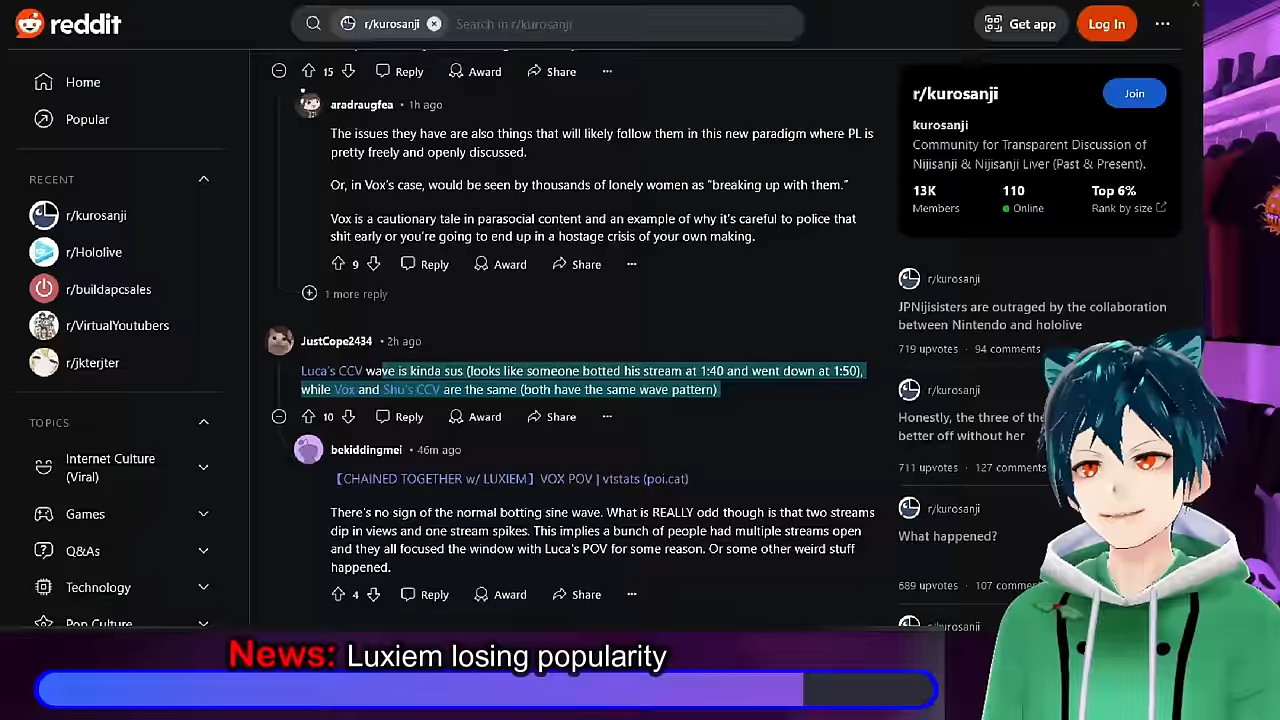 reddit
r/kurosanji
Search in r/kurosanji
Get app
Log In
Home
Popular
RECENT
r/kurosanji
r/Hololive
r/buildapcsales
r/VirtualYoutubers
r/jkterjter
TOPICS
Internet Culture
(Viral)
Games
Q&As
Technology
Pop Culture
15
Reply
Award
Share
aradraugfea • 1h ago
The issues they have are also things that will likely follow them in this new paradigm where PL is
pretty freely and openly discussed.
Or, in Vox's case, would be seen by thousands of lonely women as "breaking up with them."
Vox is a cautionary tale in parasocial content and an example of why it's careful to police that
shit early or you're going to end up in a hostage crisis of your own making.
9
Reply
Award
Share
1 more reply
JustCope2434 • 2h ago
Luca's CCV wave is kinda sus (looks like someone botted his stream at 1:40 and went down at 1:50),
while Vox and Shu's CCV are the same (both have the same wave pattern)
10
Reply
Award
Share
bekiddingmei • 46m ago
【CHAINED TOGETHER w/ LUXIEM】VOX POV | vtstats (poi.cat)
There's no sign of the normal botting sine wave. What is REALLY odd though is that two streams
dip in views and one stream spikes. This implies a bunch of people had multiple streams open
and they all focused the window with Luca's POV for some reason. Or some other weird stuff
happened.
4
Reply
Award
Share
r/kurosanji
Join
kurosanji
Community for Transparent Discussion of
Nijisanji & Nijisanji Liver (Past & Present).
13K
110
Top 6%
Members
Online
Rank by size
r/kurosanji
JPNijisisters are outraged by the collaboration
between Nintendo and hololive
719 upvotes · 94 comments
r/kurosanji
Honestly, the three of the
better off without her
711 upvotes · 127 comments
r/kurosanji
What happened?
689 upvotes · 107 commen
r/kurosanji
News: Luxiem losing popularity